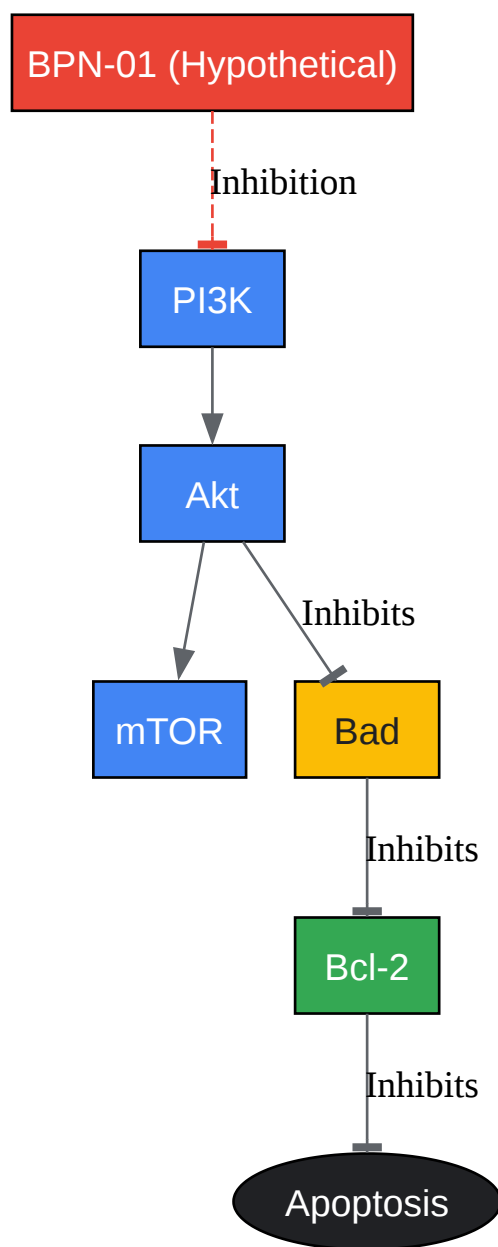 BPN-01 (Hypothetical)
Inhibition
PI3K
Akt
Inhibits
mTOR
Bad
Inhibits
Bcl-2
Inhibits
Apoptosis